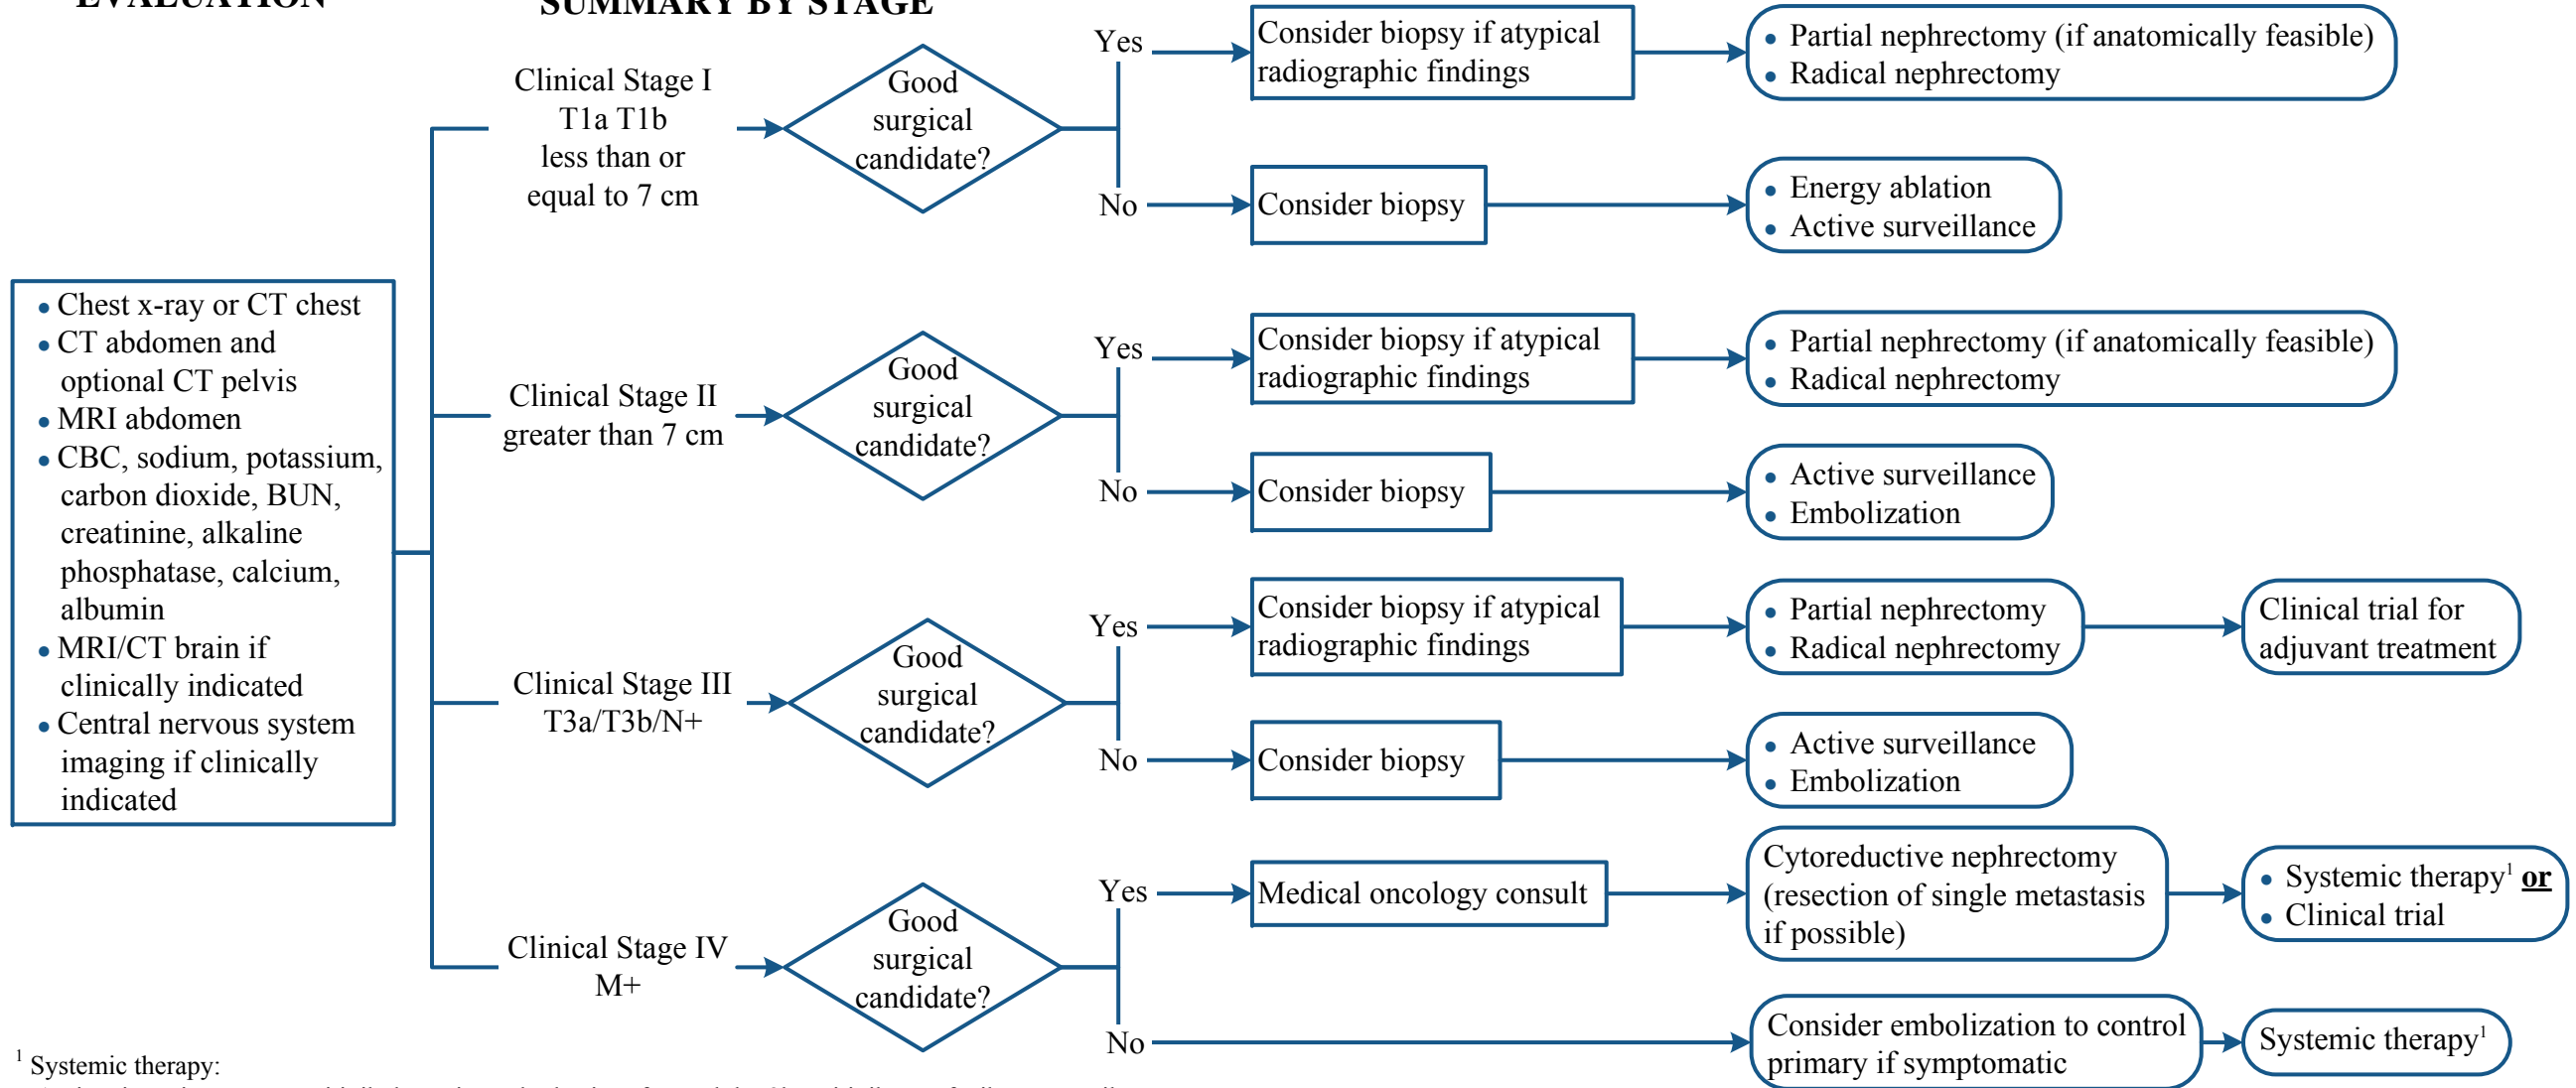 EVALUATION
SUMMARY BY STAGE
• Chest x-ray or CT chest
• CT abdomen and
optional CT pelvis
• MRI abdomen
• CBC, sodium, potassium,
carbon dioxide, BUN,
creatinine, alkaline
phosphatase, calcium,
albumin
• MRI/CT brain if
clinically indicated
• Central nervous system
imaging if clinically
indicated
Clinical Stage I
T1a T1b
less than or
equal to 7 cm
Good
surgical
candidate?
Yes
Consider biopsy if atypical
radiographic findings
• Partial nephrectomy (if anatomically feasible)
• Radical nephrectomy
No
Consider biopsy
• Energy ablation
• Active surveillance
Clinical Stage II
greater than 7 cm
Good
surgical
candidate?
Yes
Consider biopsy if atypical
radiographic findings
• Partial nephrectomy (if anatomically feasible)
• Radical nephrectomy
No
Consider biopsy
• Active surveillance
• Embolization
Clinical Stage III
T3a/T3b/N+
Good
surgical
candidate?
Yes
Consider biopsy if atypical
radiographic findings
• Partial nephrectomy
• Radical nephrectomy
Clinical trial for
adjuvant treatment
No
Consider biopsy
• Active surveillance
• Embolization
Clinical Stage IV
M+
Good
surgical
candidate?
Yes
Medical oncology consult
Cytoreductive nephrectomy
(resection of single metastasis
if possible)
• Systemic therapy¹ or
• Clinical trial
No
Consider embolization to control
primary if symptomatic
Systemic therapy¹
¹ Systemic therapy: